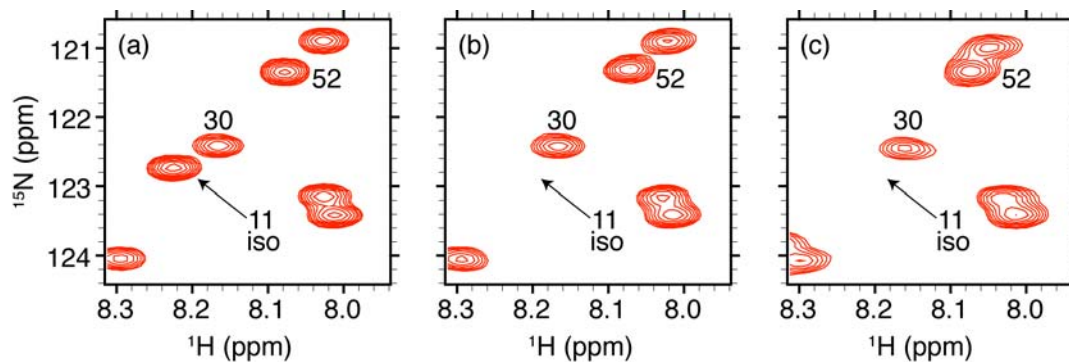 (a) (b) (c)
121
122
123
124
¹⁵N (ppm)
52 52 52
30 30 30
11 11 11
iso iso iso
8.3 8.2 8.1 8.0 8.3 8.2 8.1 8.0 8.3 8.2 8.1 8.0
¹H (ppm) ¹H (ppm) ¹H (ppm)